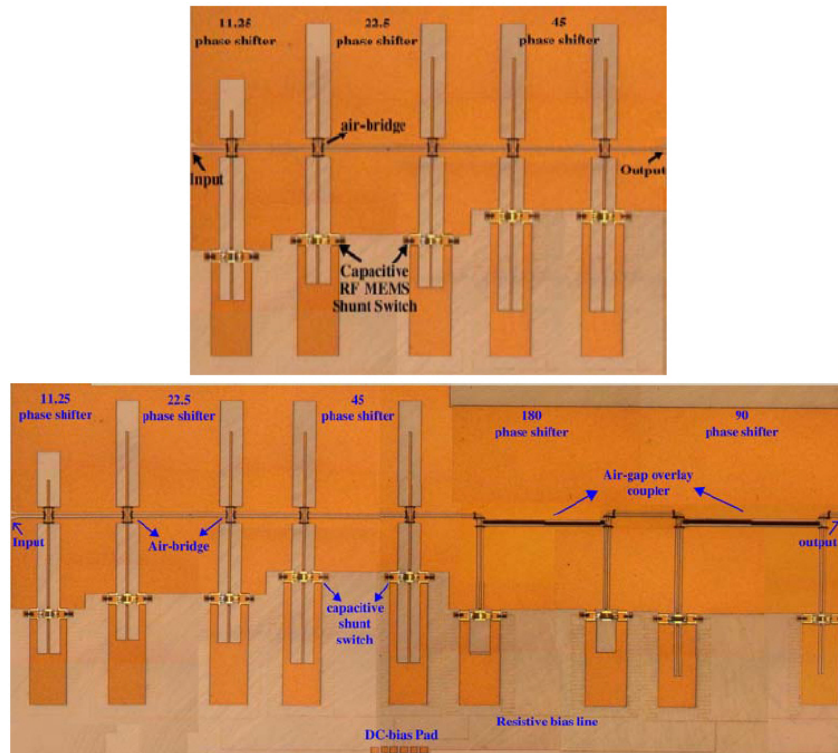 11.25
phase shifter
22.5
phase shifter
45
phase shifter
air-bridge
Input
Output
Capacitive
RF MEMS
Shunt Switch
11.25
phase shifter
22.5
phase shifter
45
phase shifter
180
phase shifter
90
phase shifter
Air-gap overlay
coupler
Input
Air-bridge
output
capacitive
shunt
switch
Resistive bias line
DC-bias Pad